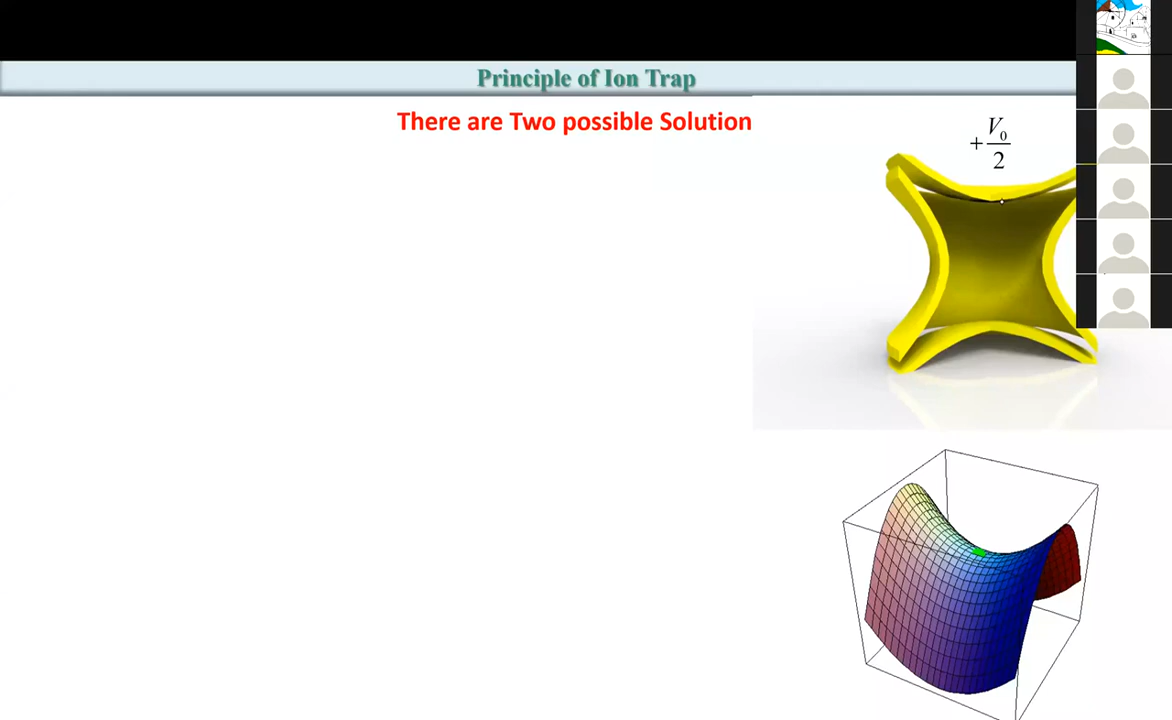 Principle of Ion Trap
There are Two possible Solution
+V₀/2